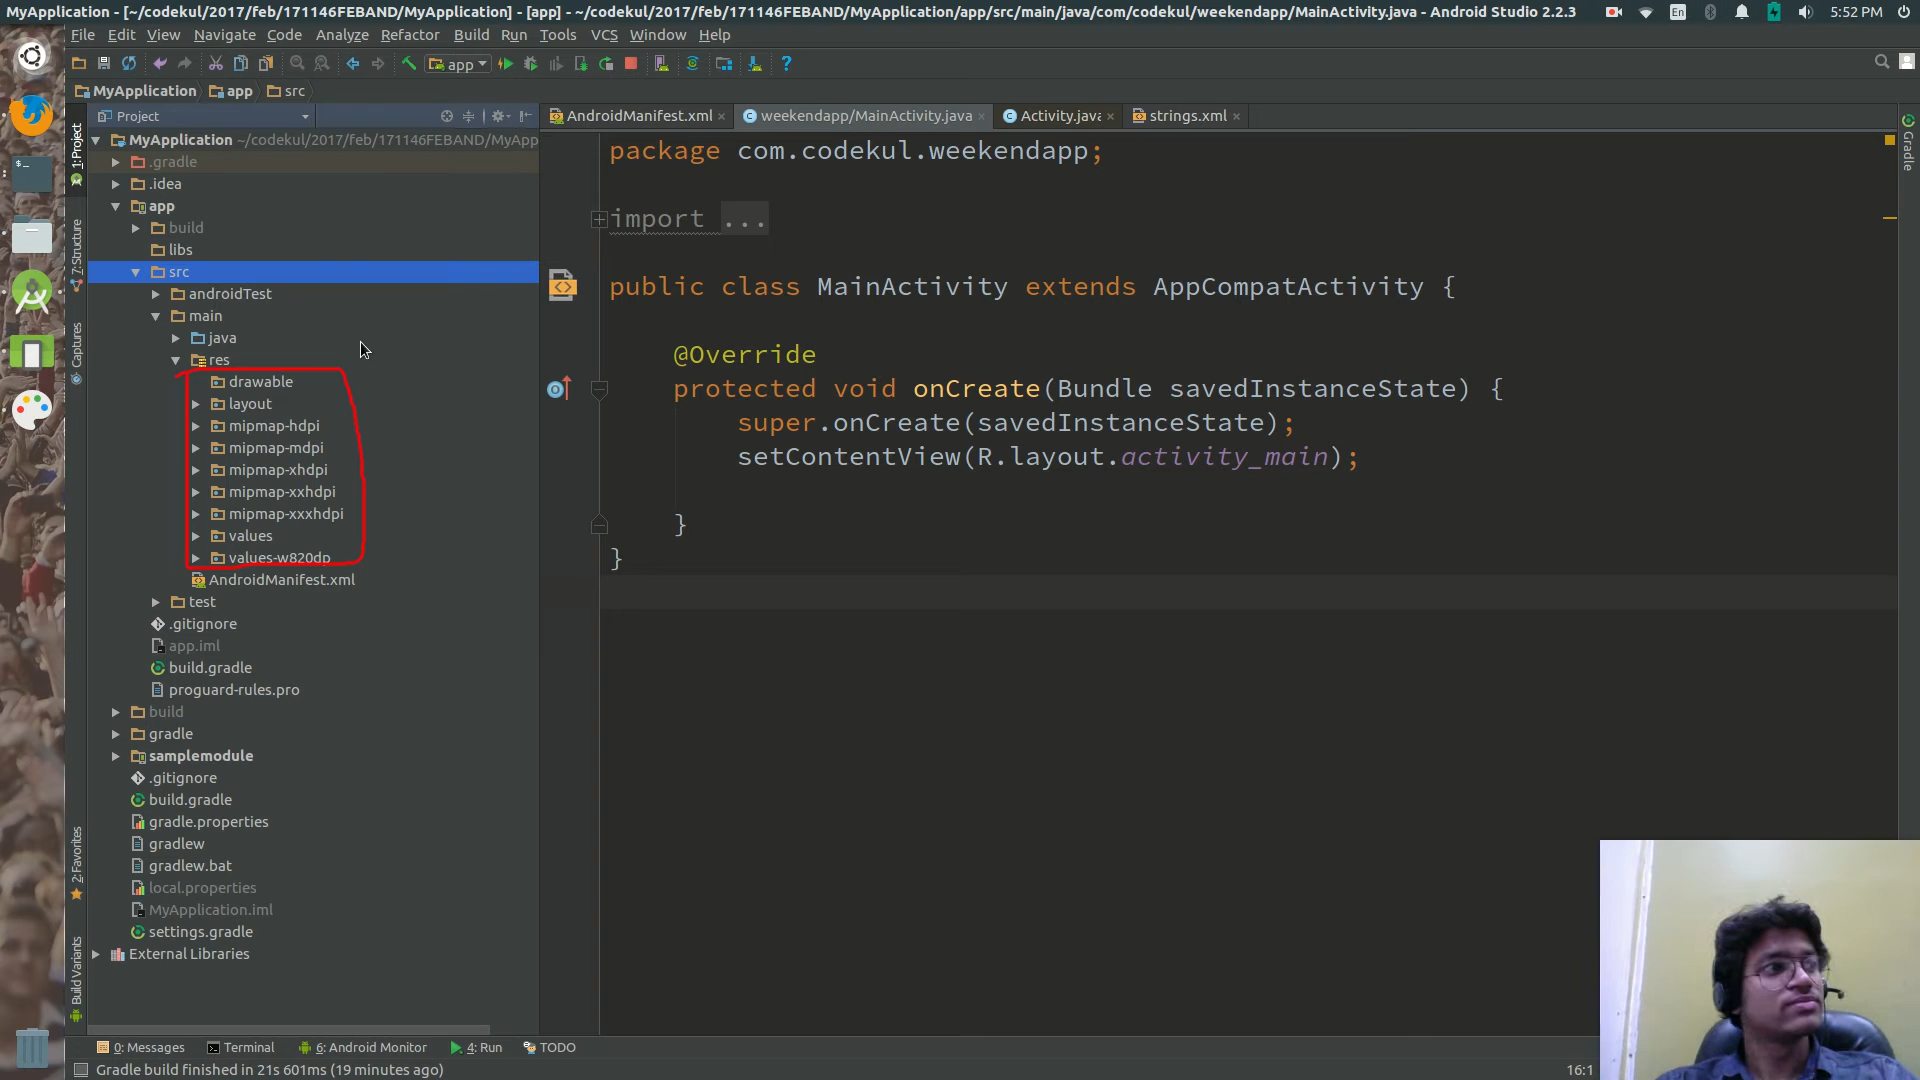 MyApplication - [~/codekul/2017/feb/171146FEBAND/MyApplication] - [app] - ~/codekul/2017/feb/171146FEBAND/MyApplication/app/src/main/java/com/codekul/weekendapp/MainActivity.java - Android Studio 2.2.3
En
5:52 PM
File Edit View Navigate Code Analyze Refactor Build Run Tools VCS Window Help
app
MyApplication app src
Project
AndroidManifest.xml weekendapp/MainActivity.java Activity.java strings.xml
1: Project
7: Structure
Captures
2: Favorites
Build Variants
Gradle
MyApplication ~/codekul/2017/feb/171146FEBAND/MyApp
.gradle
.idea
app
build
libs
src
androidTest
main
java
res
drawable
layout
mipmap-hdpi
mipmap-mdpi
mipmap-xhdpi
mipmap-xxhdpi
mipmap-xxxhdpi
values
values-w820dp
AndroidManifest.xml
test
.gitignore
app.iml
build.gradle
proguard-rules.pro
build
gradle
samplemodule
.gitignore
build.gradle
gradle.properties
gradlew
gradlew.bat
local.properties
MyApplication.iml
settings.gradle
External Libraries
package com.codekul.weekendapp;
import ...
public class MainActivity extends AppCompatActivity {
@Override
protected void onCreate(Bundle savedInstanceState) {
super.onCreate(savedInstanceState);
setContentView(R.layout.activity_main);
}
}
0: Messages Terminal 6: Android Monitor 4: Run TODO
Gradle build finished in 21s 601ms (19 minutes ago)
16:1